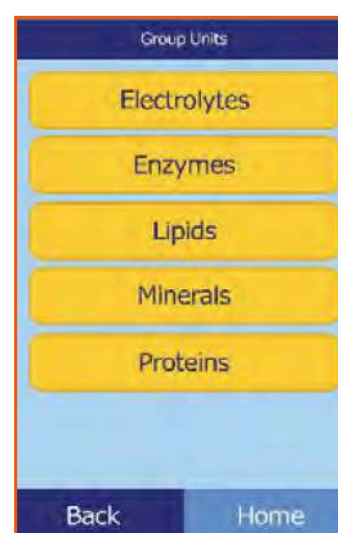 Group Units
Electrolytes
Enzymes
Lipids
Minerals
Proteins
Back Home